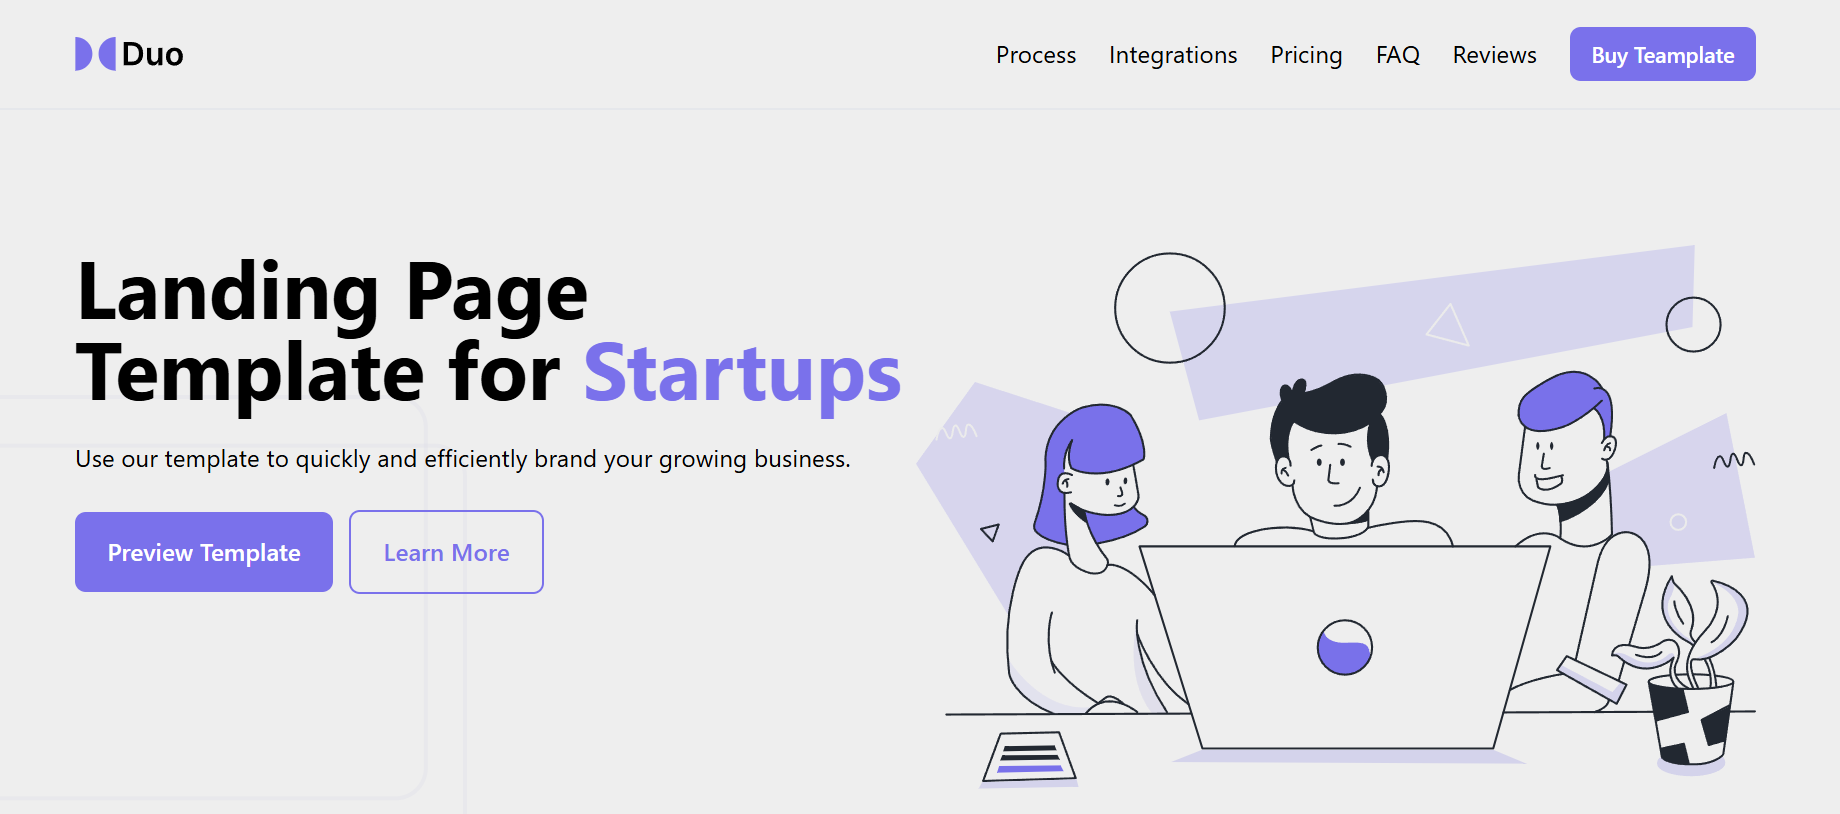 Duo
Process Integrations Pricing FAQ Reviews Buy Teamplate
Landing Page
Template for Startups
Use our template to quickly and efficiently brand your growing business.
Preview Template Learn More